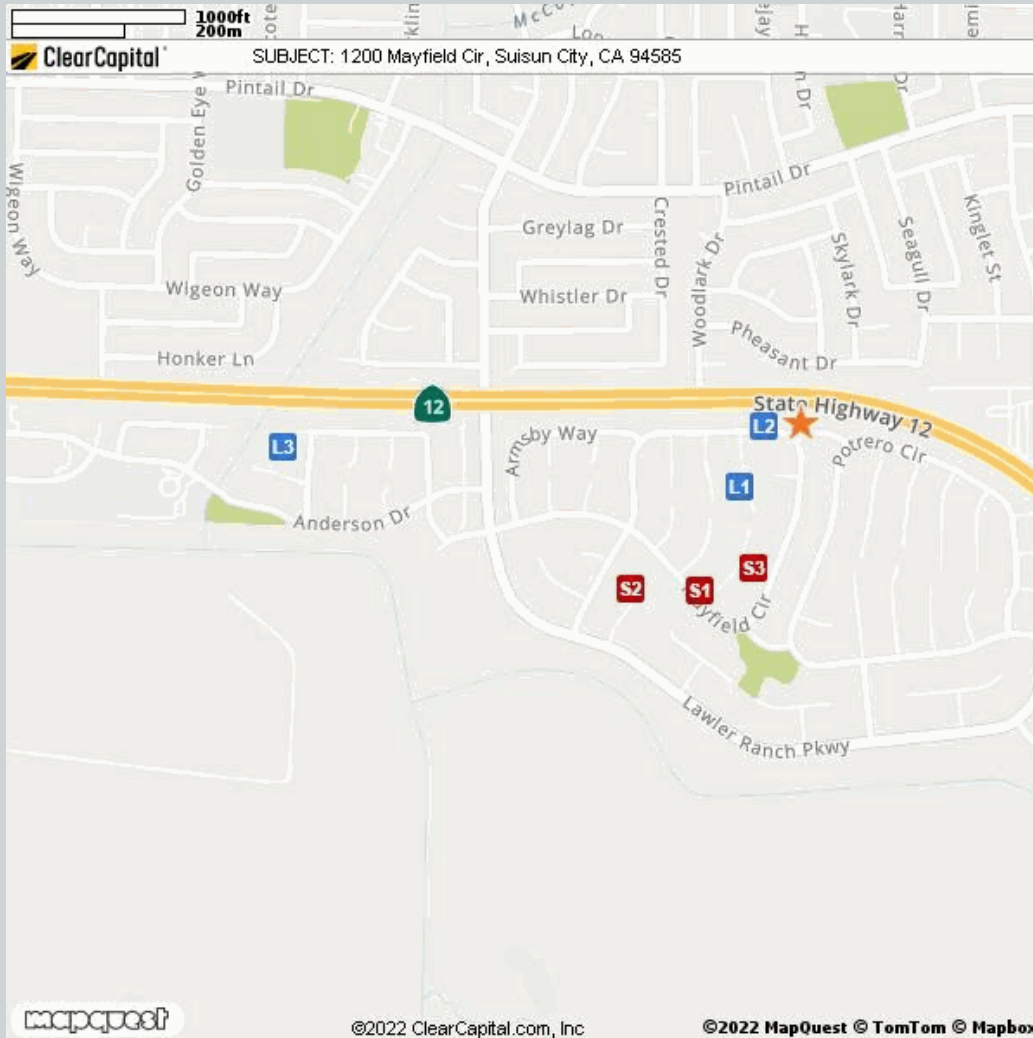 1000ft
200m
McCo
ClearCapital
SUBJECT: 1200 Mayfield Cir, Suisun City, CA 94585
Pintail Dr
Golden Eye
Wigeon Way
Pintail Dr
Greylag Dr
Crested Dr
Woodlark Dr
Skylark Dr
Seagull Dr
Kinglet St
Wigeon Way
Whistler Dr
Pheasant Dr
Honker Ln
12
State Highway 12
L2
L3
Armsby Way
Potrero Cir
L1
Anderson Dr
S3
S2
S1
ayfield Cir
Lawler Ranch Pkwy
mapquest
©2022 ClearCapital.com, Inc
©2022 MapQuest © TomTom © Mapbox